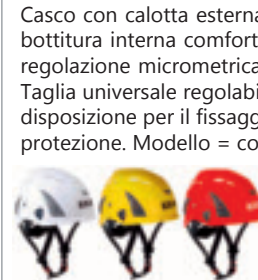 Casco con calotta esterna
bottitura interna comfort
regolazione micrometrica
Taglia universale regolabi
disposizione per il fissagg
protezione. Modello = co